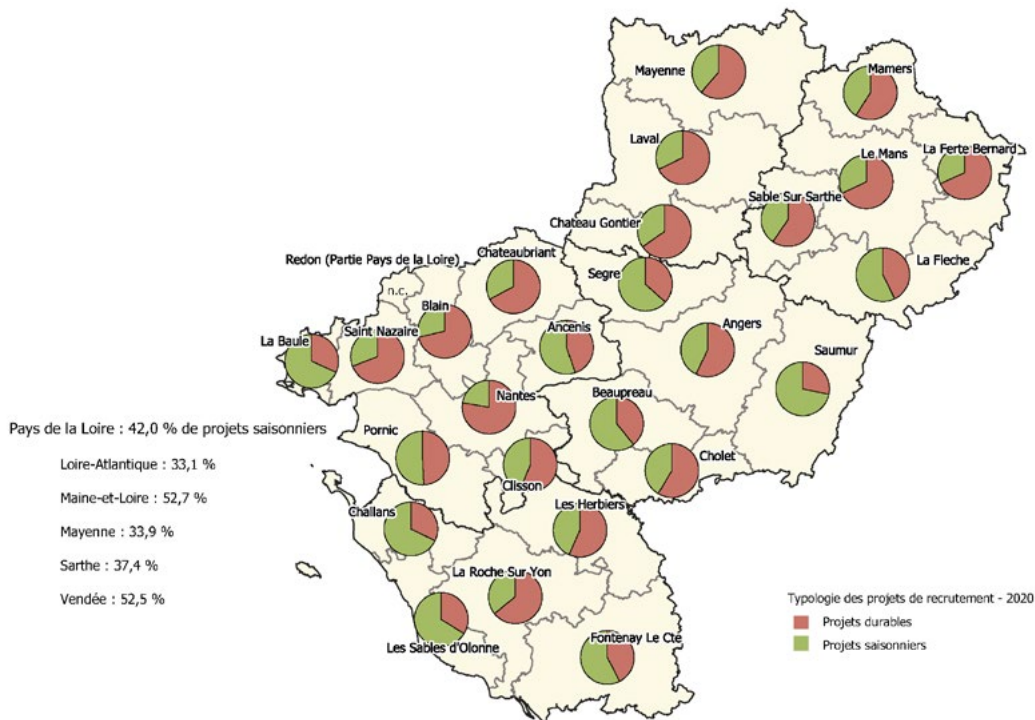 Mayenne
Mamers
Laval
Le Mans
La Ferte Bernard
Sable Sur Sarthe
Chateau Gontier
Redon (Partie Pays de la Loire)
Chateaubriant
La Fleche
Segre
n.c.
Blain
La Baule
Saint Nazaire
Ancenis
Angers
Saumur
Nantes
Beaupreau
Pays de la Loire : 42,0 % de projets saisonniers
Pornic
Loire-Atlantique : 33,1 %
Cholet
Clisson
Maine-et-Loire : 52,7 %
Challans
Les Herbiers
Mayenne : 33,9 %
Sarthe : 37,4 %
La Roche Sur Yon
Vendée : 52,5 %
Typologie des projets de recrutement - 2020
Projets durables
Projets saisonniers
Fontenay Le Cte
Les Sables d'Olonne